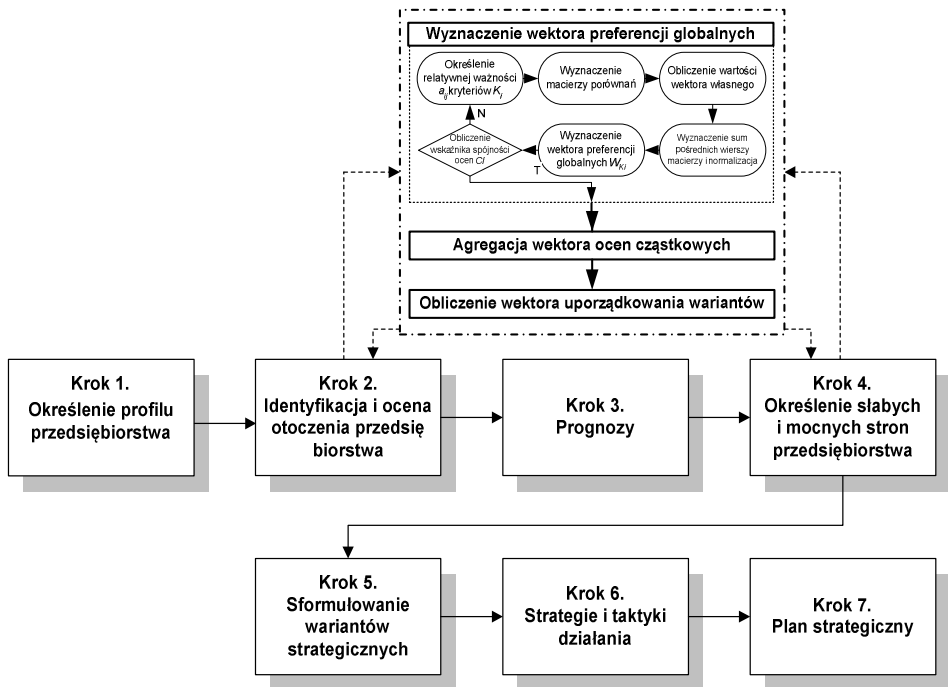 Wyznaczenie wektora preferencji globalnych
Określenie
relatywnej ważności
aij kryteriów Ki
Wyznaczenie
macierzy porównań
Obliczenie wartości
wektora własnego
N
Obliczenie
wskaźnika spójności
ocen CI
T
Wyznaczenie
wektora preferencji
globalnych WKi
Wyznaczenie sum
pośrednich wierszy
macierzy i normalizacja
Agregacja wektora ocen cząstkowych
Obliczenie wektora uporządkowania wariantów
Krok 1.
Określenie profilu
przedsiębiorstwa
Krok 2.
Identyfikacja i ocena
otoczenia przedsię
biorstwa
Krok 3.
Prognozy
Krok 4.
Określenie słabych
i mocnych stron
przedsiębiorstwa
Krok 5.
Sformułowanie
wariantów
strategicznych
Krok 6.
Strategie i taktyki
działania
Krok 7.
Plan strategiczny